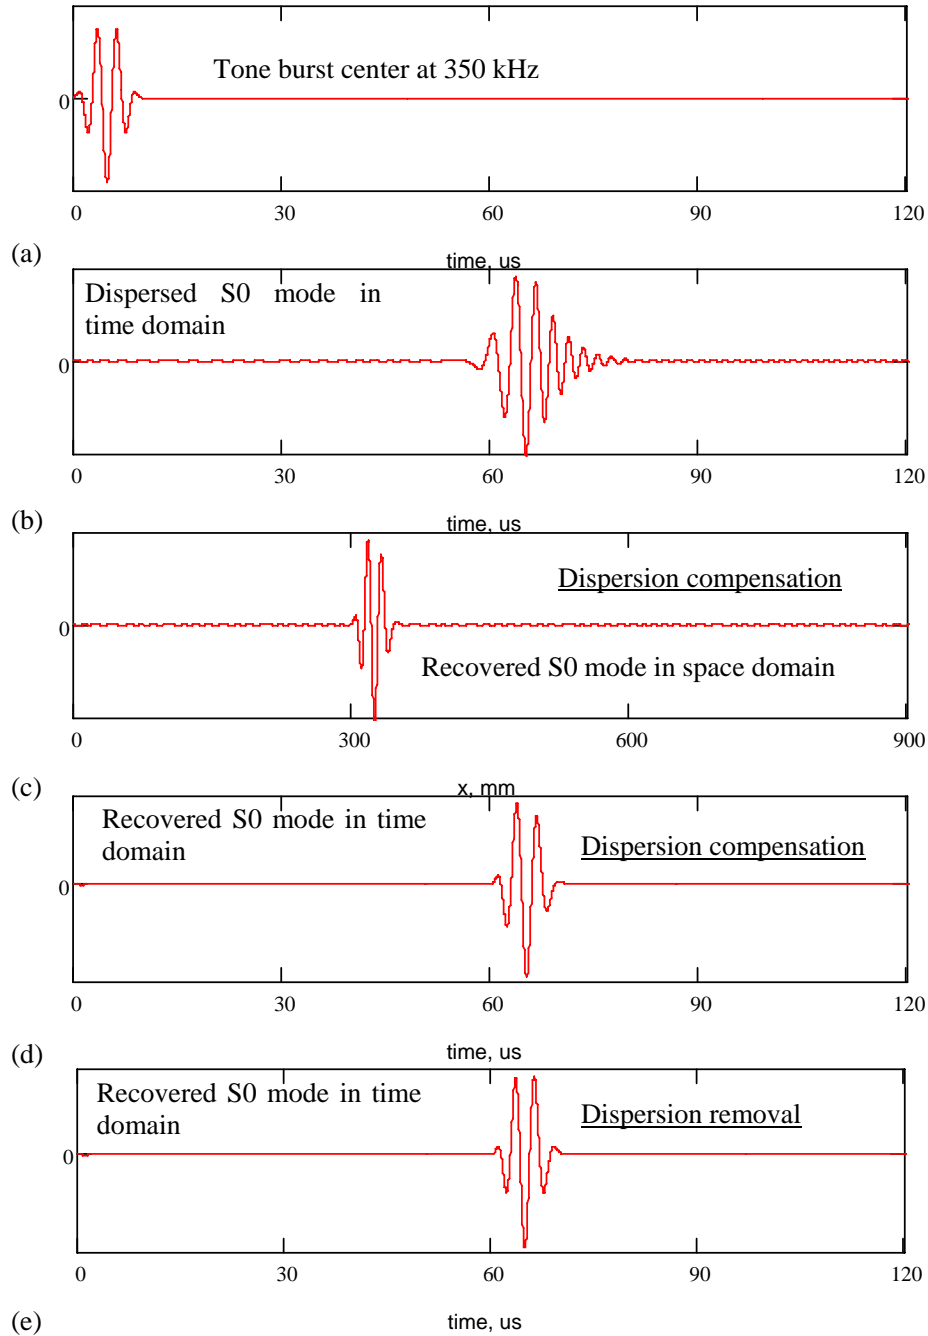 Tone burst center at 350 kHz
0
0 30 60 90 120
(a)
time, us
Dispersed S0 mode in
time domain
0
0 30 60 90 120
(b)
time, us
Dispersion compensation
0
Recovered S0 mode in space domain
0 300 600 900
(c)
x, mm
Recovered S0 mode in time
domain
Dispersion compensation
0
0 30 60 90 120
(d)
time, us
Recovered S0 mode in time
domain
Dispersion removal
0
0 30 60 90 120
(e)
time, us